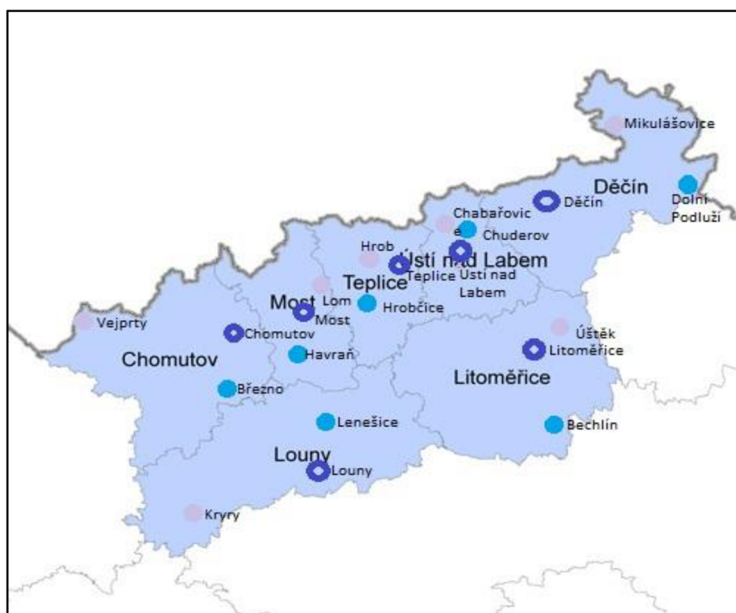 Mikulášovice
Děčín
Dolní
Podluží
Děčín
Chabařovic
e
Chuderov
Hrob
Ústí nad Labem
Teplice
Teplice
Ústí nad
Labem
Most
Lom
Hrobčice
Most
Vejprty
Chomutov
Chomutov
Havraň
Úštěk
Litoměřice
Litoměřice
Březno
Lenešice
Bechlín
Louny
Louny
Kryry